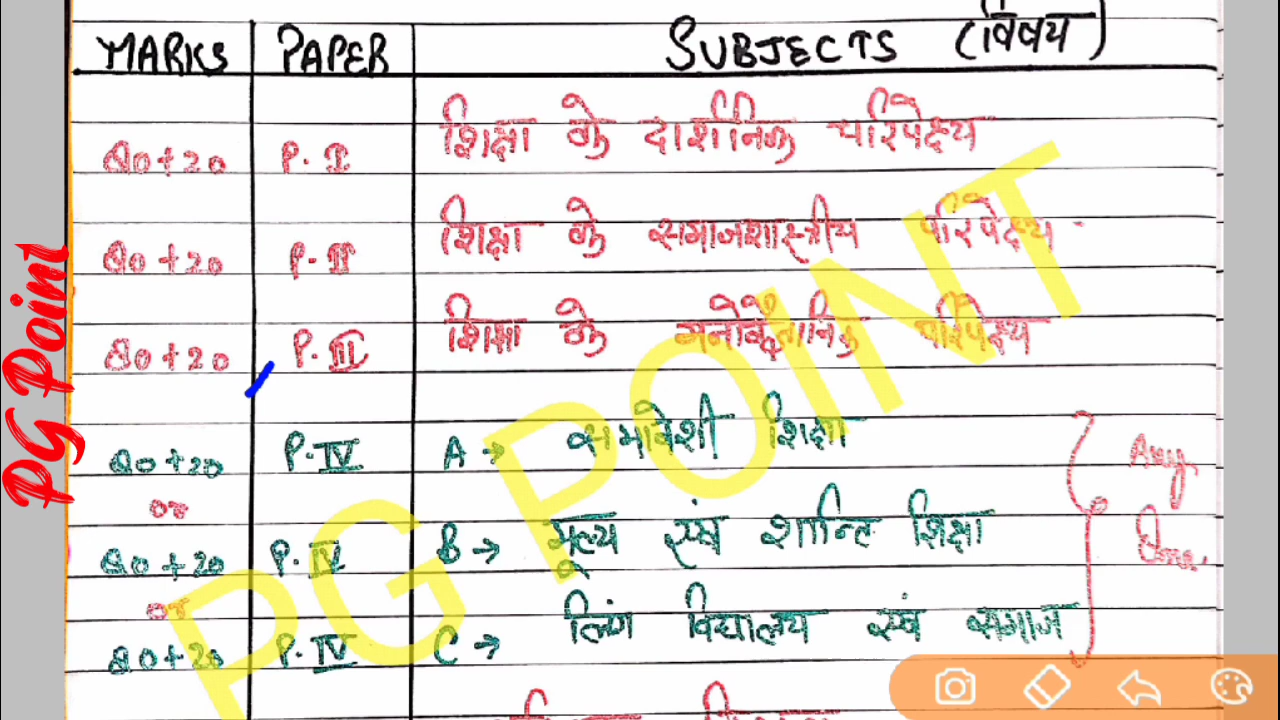 MARKS PAPER SUBJECTS (विषय)
80+20 P. I शिक्षा के दार्शनिक परिपेक्ष्य
80+20 P. II शिक्षा के समाजशास्त्रीय परिपेक्ष्य
80+20 P. III शिक्षा के मनोवैज्ञानिक परिपेक्ष्य
80+20 P. IV A → समावेशी शिक्षा
or
80+20 P. IV B → मूल्य एवं शान्ति शिक्षा
or
80+20 P. IV C → लिंग विद्यालय एवं समाज
Any
One.
PG Point
PG POINT